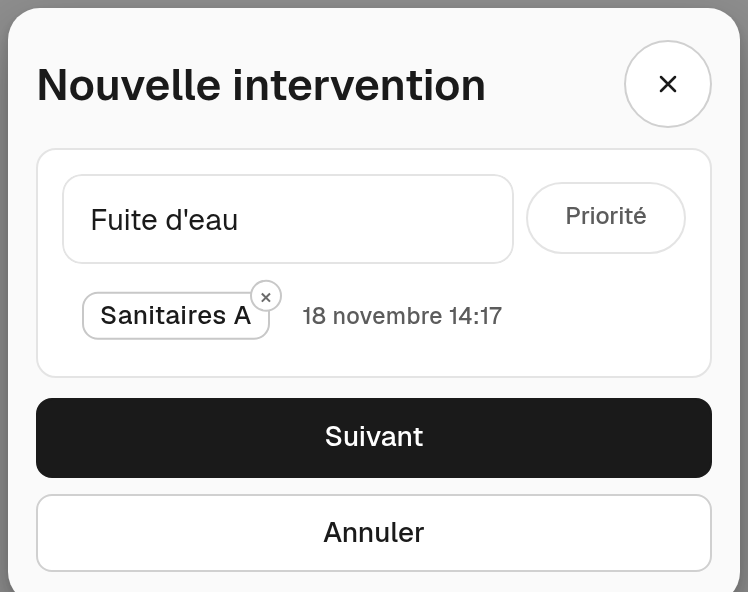 Nouvelle intervention
Fuite d'eau
Priorité
Sanitaires A
18 novembre 14:17
Suivant
Annuler